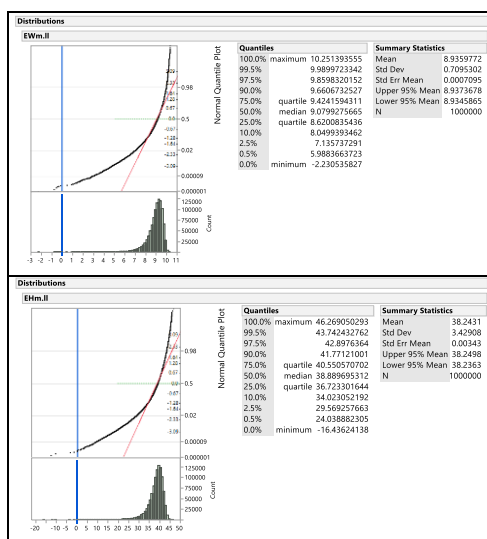 Distributions
EWm.ll
Normal Quantile Plot
0.98
0.5
0.02
0.00009
0.000001
125000
100000
75000
50000
25000
Count
-3 -2 -1 0 1 2 3 4 5 6 7 8 9 10 11
Quantiles
100.0% maximum 10.251393555
99.5% 9.9899723342
97.5% 9.8598320152
90.0% 9.6606732527
75.0% quartile 9.4241594311
50.0% median 9.0799275665
25.0% quartile 8.6200835436
10.0% 8.0499393462
2.5% 7.135737291
0.5% 5.9883663723
0.0% minimum -2.230535827
Summary Statistics
Mean 8.9359772
Std Dev 0.7095302
Std Err Mean 0.0007095
Upper 95% Mean 8.9373678
Lower 95% Mean 8.9345865
N 1000000
Distributions
EHm.ll
Normal Quantile Plot
0.98
0.5
0.02
0.00009
0.000001
125000
100000
75000
50000
25000
Count
-20 -10 -5 0 5 10 15 20 25 30 35 40 45 50
Quantiles
100.0% maximum 46.269050293
99.5% 43.742432762
97.5% 42.8976364
90.0% 41.77121001
75.0% quartile 40.550570702
50.0% median 38.889695312
25.0% quartile 36.723301644
10.0% 34.023052192
2.5% 29.569257663
0.5% 24.038882305
0.0% minimum -16.43624138
Summary Statistics
Mean 38.2431
Std Dev 3.42908
Std Err Mean 0.00343
Upper 95% Mean 38.2498
Lower 95% Mean 38.2363
N 1000000